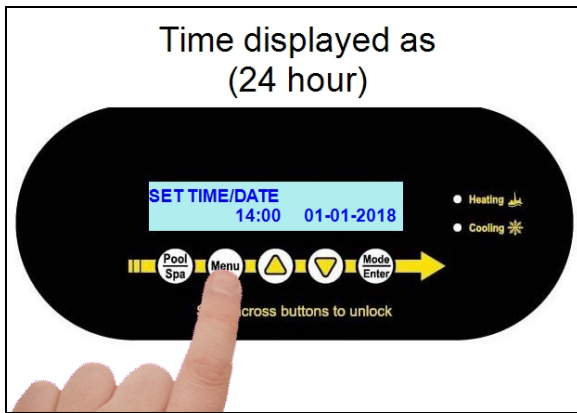 Time displayed as
(24 hour)
SET TIME/DATE
14:00 01-01-2018
Heating
Cooling
Pool
Spa
Menu
Mode
Enter
cross buttons to unlock